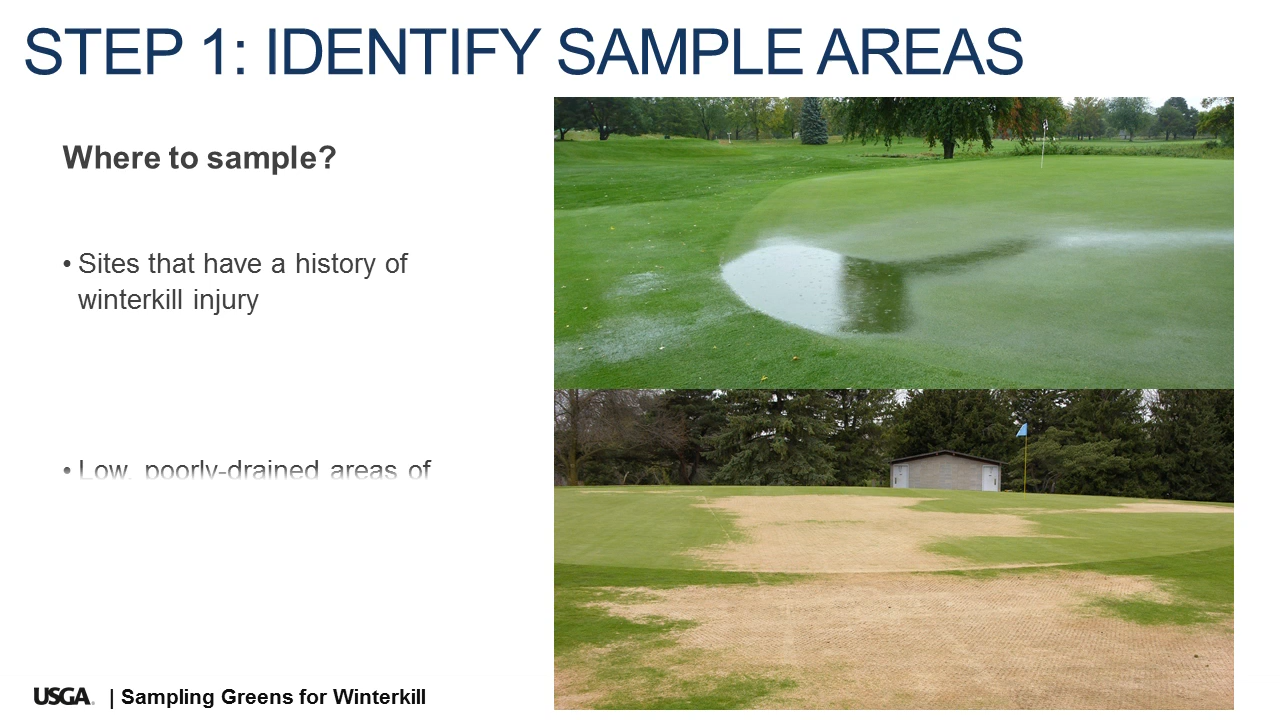 STEP 1: IDENTIFY SAMPLE AREAS
Where to sample?
• Sites that have a history of
winterkill injury
• Low, poorly-drained areas of
USGA. | Sampling Greens for Winterkill